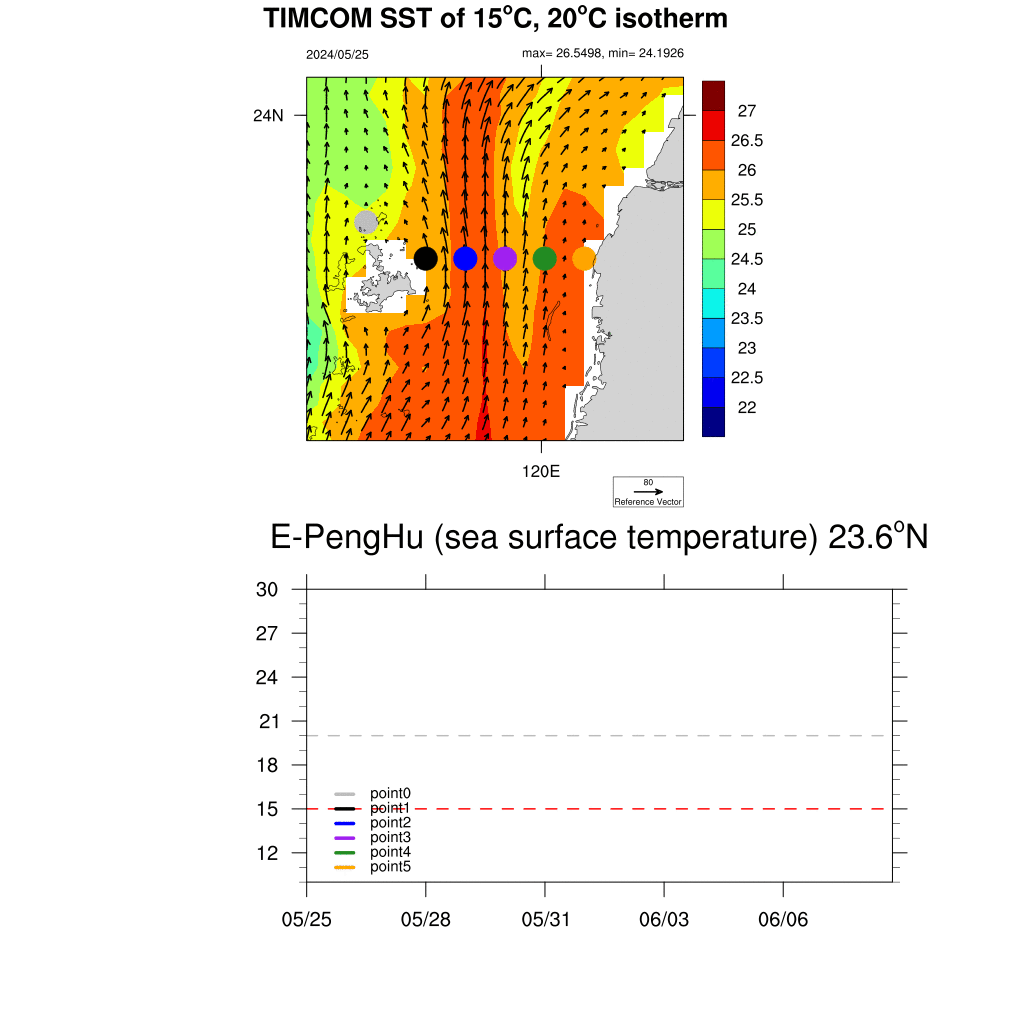 TIMCOM SST of 15°C, 20°C isotherm
2024/05/25
max= 26.5498, min= 24.1926
24N
27
26.5
26
25.5
25
24.5
24
23.5
23
22.5
22
120E
80
Reference Vector
E-PengHu (sea surface temperature) 23.6°N
30
27
24
21
18
15
12
point0
point1
point2
point3
point4
point5
05/25
05/28
05/31
06/03
06/06